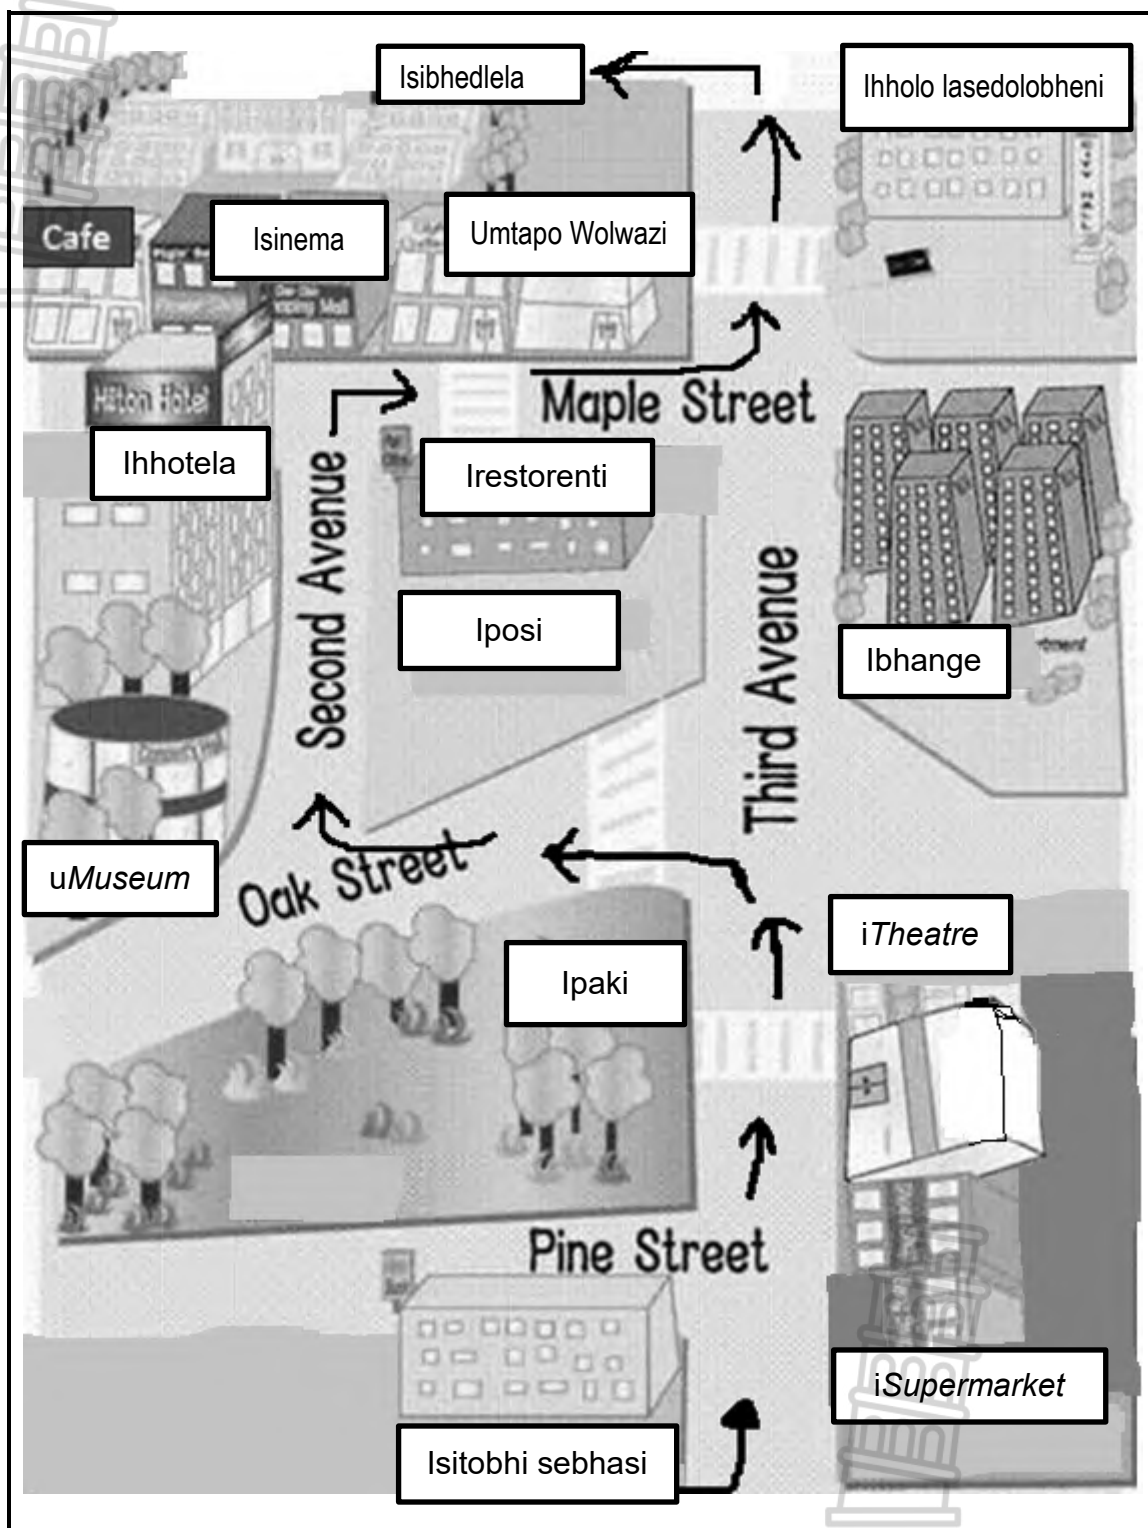 Isibhedlela
Ihholo lasedolobheni
Cafe
Isinema
Umtapo Wolwazi
Hilton Hotel
Maple Street
Ihhotela
Irestorenti
Second Avenue
Iposi
Third Avenue
Ibhange
uMuseum
Oak Street
iTheatre
Ipaki
Pine Street
iSupermarket
Isitobhi sebhasi